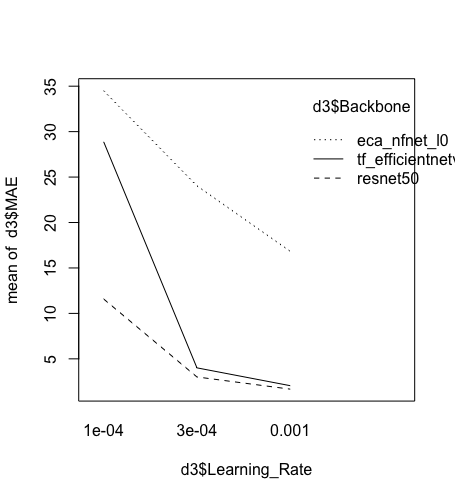 35
30
25
20
15
10
5
mean of  d3$MAE
d3$Backbone
eca_nfnet_l0
tf_efficientnetv
resnet50
1e-04
3e-04
0.001
d3$Learning_Rate